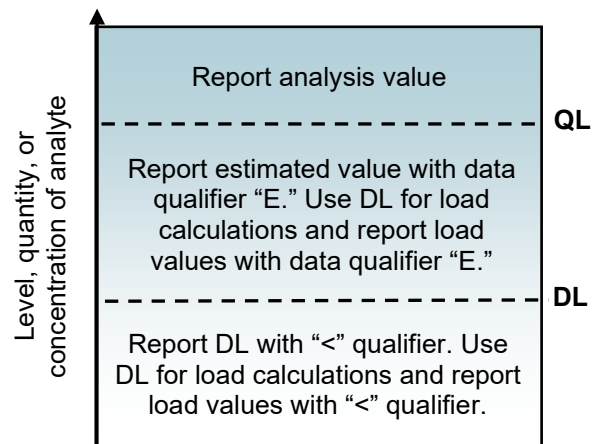 Level, quantity, or
concentration of analyte
Report analysis value
QL
Report estimated value with data
qualifier “E.” Use DL for load
calculations and report load
values with data qualifier “E.”
DL
Report DL with “<” qualifier. Use
DL for load calculations and report
load values with “<” qualifier.